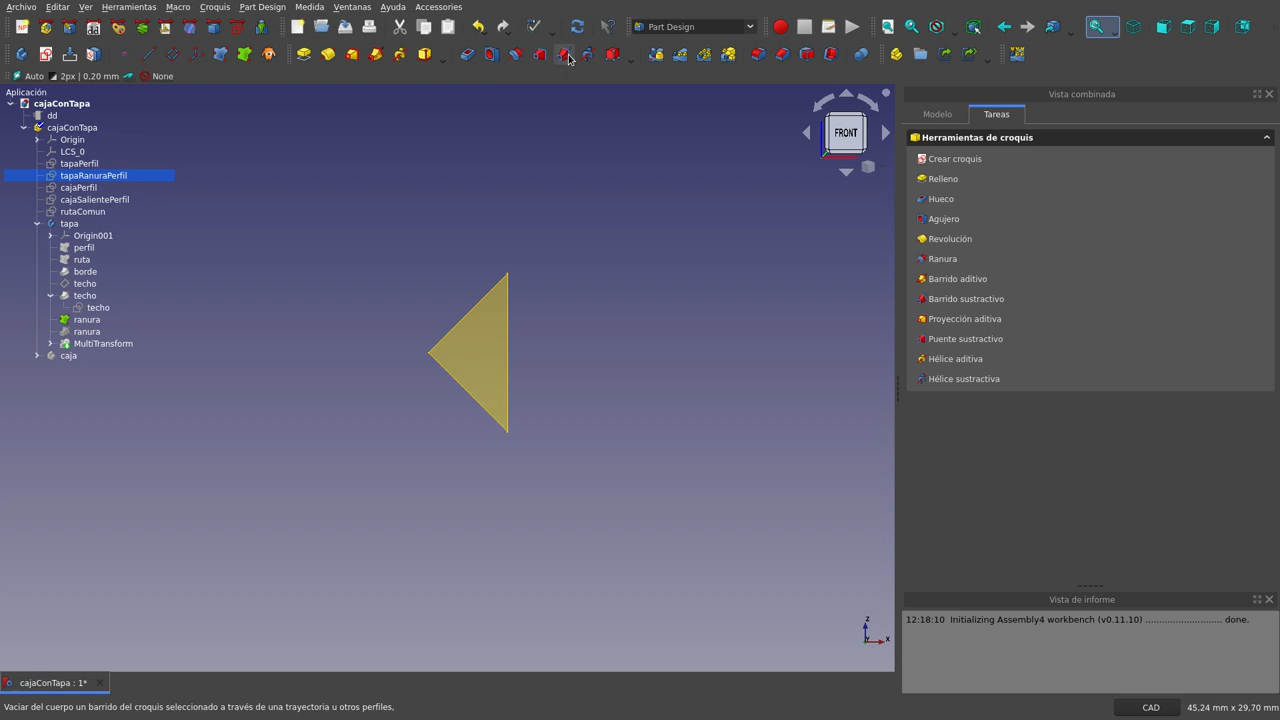 Archivo Editar Ver Herramientas Macro Croquis Part Design Medida Ventanas Ayuda Accessories
Part Design
Auto 2px | 0,20 mm None
Aplicación
cajaConTapa
dd
cajaConTapa
Origin
LCS_0
tapaPerfil
tapaRanuraPerfil
cajaPerfil
cajaSalientePerfil
rutaComun
tapa
Origin001
perfil
ruta
borde
techo
techo
techo
ranura
ranura
MultiTransform
caja
FRONT
Z
X
Vista combinada
Modelo Tareas
Herramientas de croquis
Crear croquis
Relleno
Hueco
Agujero
Revolución
Ranura
Barrido aditivo
Barrido sustractivo
Proyección aditiva
Puente sustractivo
Hélice aditiva
Hélice sustractiva
Vista de informe
12:18:10 Initializing Assembly4 workbench (v0.11.10) ........................... done.
cajaConTapa : 1*
Vaciar del cuerpo un barrido del croquis seleccionado a través de una trayectoria u otros perfiles,
CAD 45,24 mm x 29,70 mm